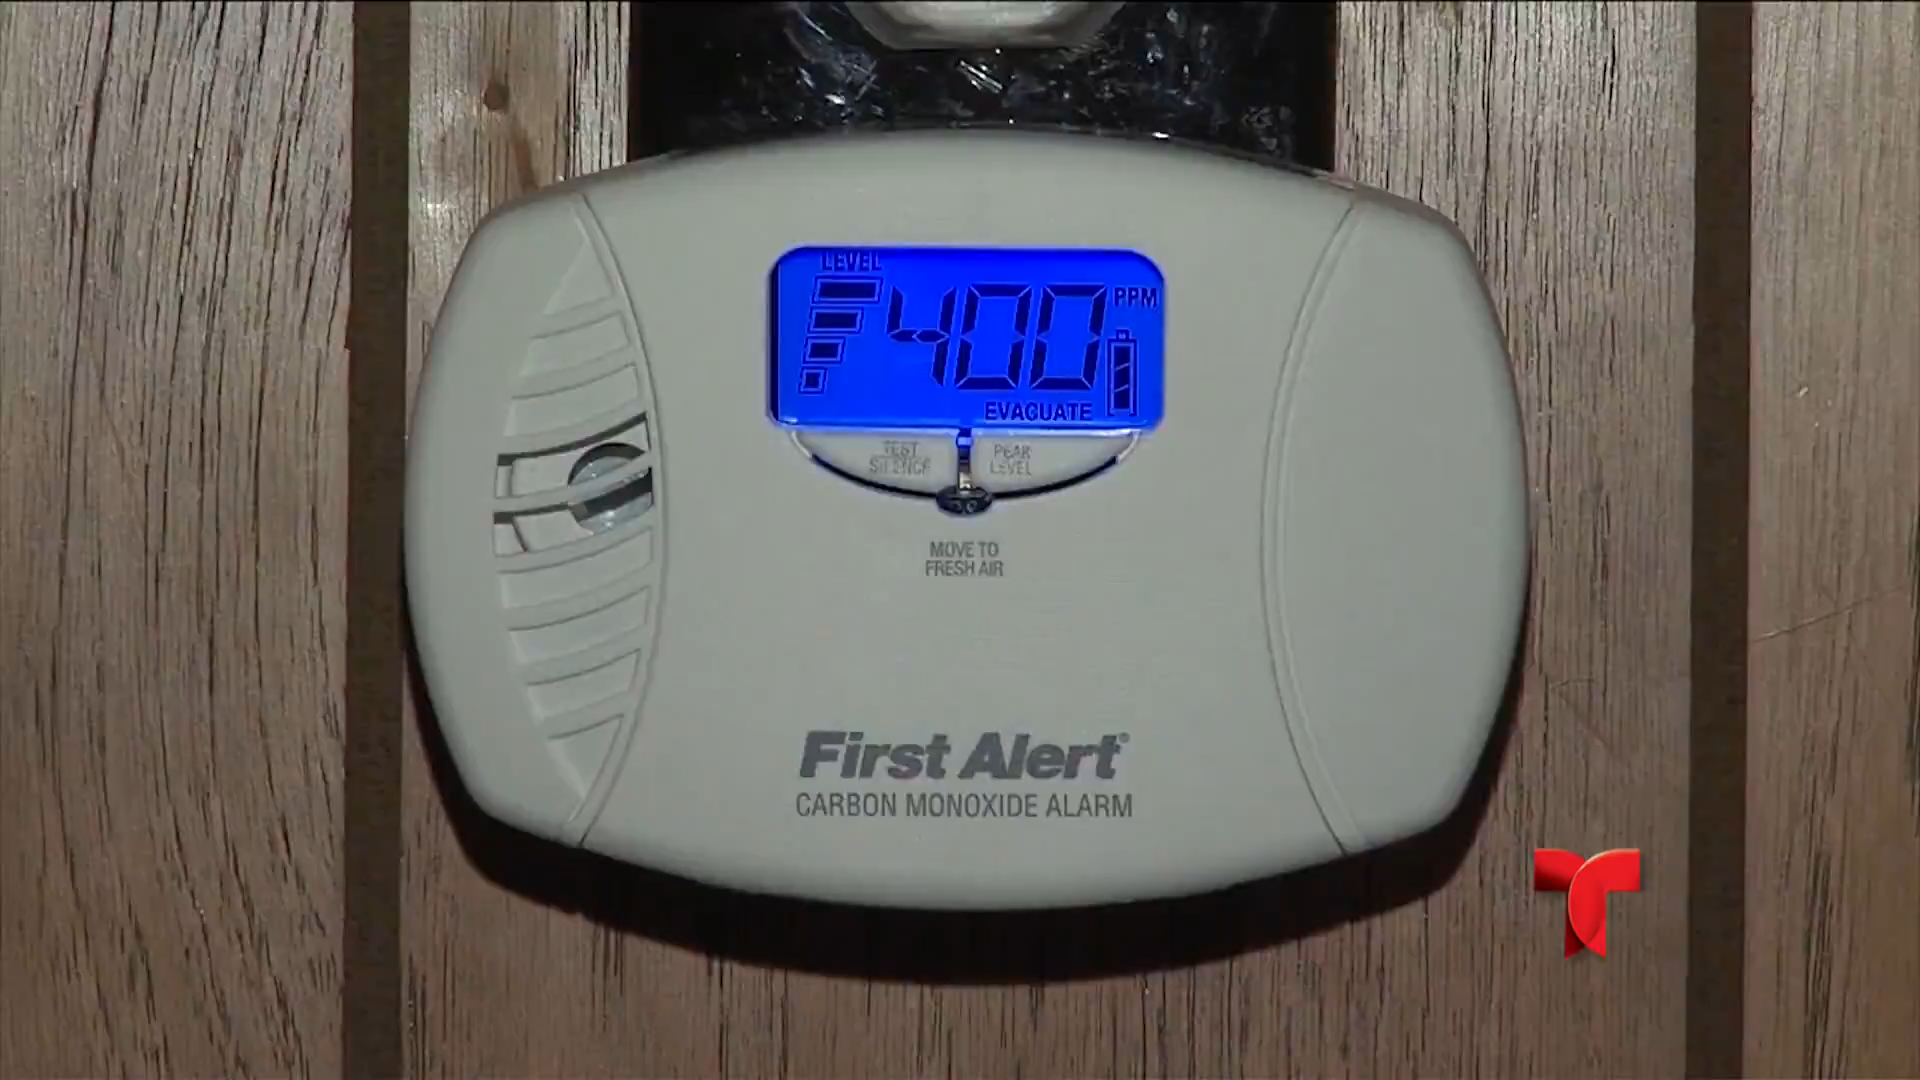 LEVEL
400 PPM
EVACUATE
TEST
SILENCE
PEAK
LEVEL
MOVE TO
FRESH AIR
First Alert®
CARBON MONOXIDE ALARM